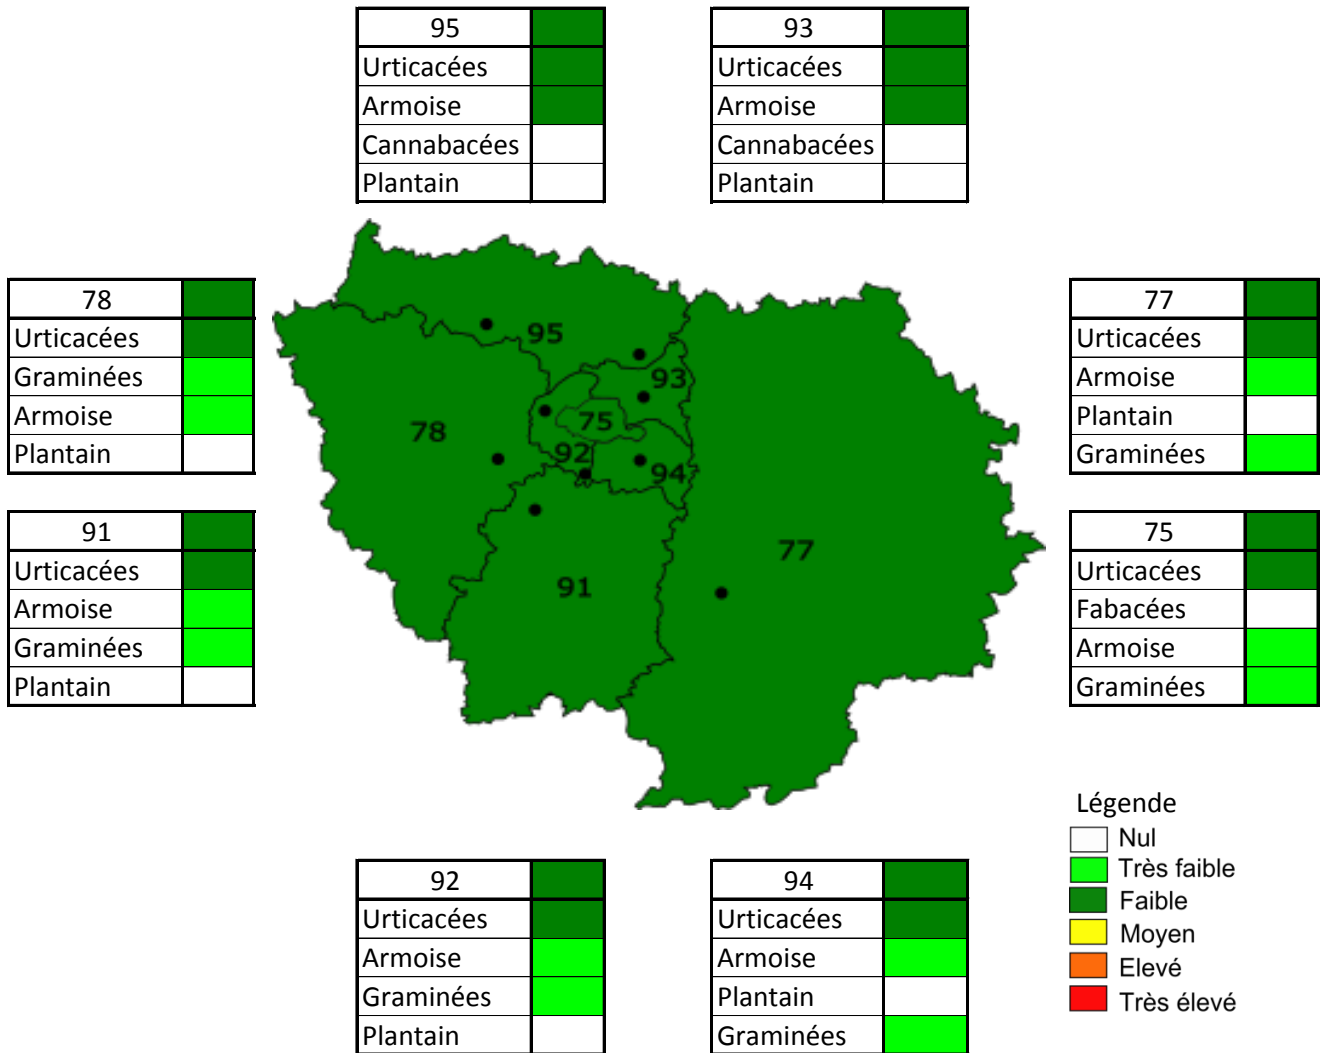 95
Urticacées
Armoise
Cannabacées
Plantain
93
Urticacées
Armoise
Cannabacées
Plantain
78
Urticacées
Graminées
Armoise
Plantain
77
Urticacées
Armoise
Plantain
Graminées
95
93
75
78
92
94
77
91
91
Urticacées
Armoise
Graminées
Plantain
75
Urticacées
Fabacées
Armoise
Graminées
92
Urticacées
Armoise
Graminées
Plantain
94
Urticacées
Armoise
Plantain
Graminées
Légende
Nul
Très faible
Faible
Moyen
Elevé
Très élevé